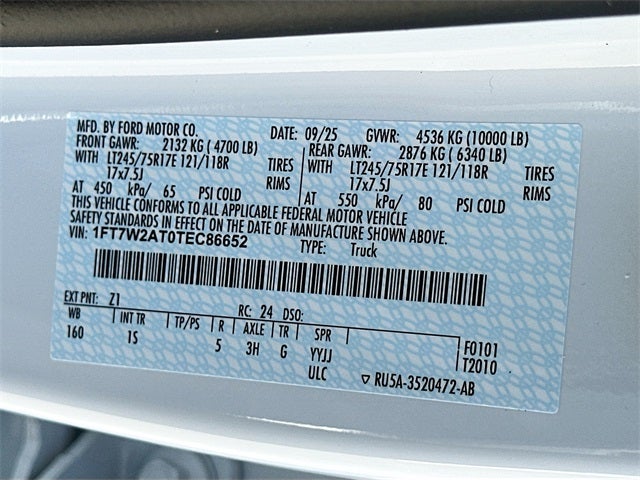 MFD. BY FORD MOTOR CO. DATE: 09/25 GVWR: 4536 KG (10000 LB)
FRONT GAWR: 2132 KG ( 4700 LB) REAR GAWR: 2876 KG ( 6340 LB)
WITH LT245/75R17E 121/118R TIRES WITH LT245/75R17E 121/118R TIRES
17x7.5J RIMS 17x7.5J RIMS
AT 450 kPa/ 65 PSI COLD AT 550 kPa/ 80 PSI COLD
THIS VEHICLE CONFORMS TO ALL APPLICABLE FEDERAL MOTOR VEHICLE
SAFETY STANDARDS IN EFFECT ON THE DATE OF MANUFACTURE SHOWN ABOVE.
VIN: 1FT7W2AT0TEC86652 TYPE: Truck
EXT PNT: Z1 RC: 24 DSO:
WB INT TR TP/PS R AXLE TR SPR F0101
160 1S 5 3H G YYJJ T2010
ULC RU5A-3520472-AB